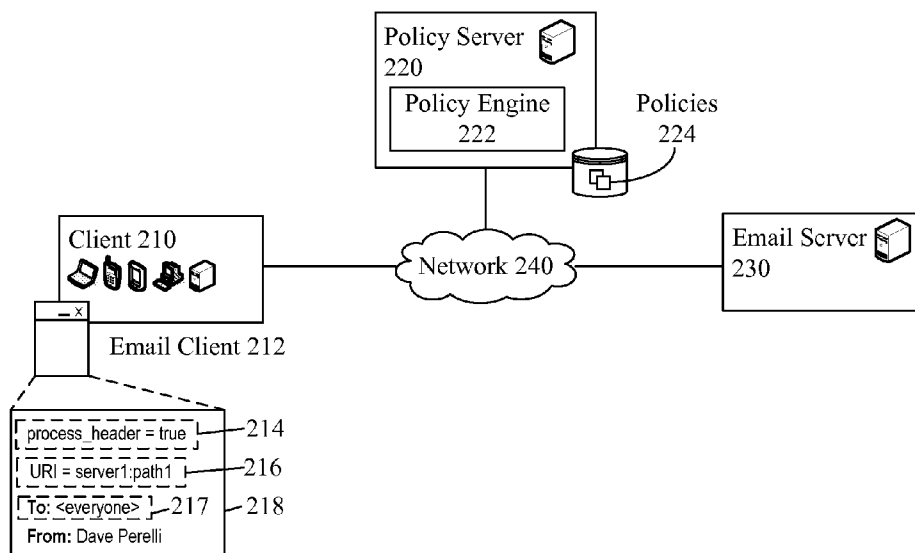 Policy Server
220
Policy Engine
222
Policies
224
Client 210
Network 240
Email Server
230
_ X
Email Client 212
process_header = true
214
URI = server1:path1
216
To: <everyone>
217
218
From: Dave Perelli